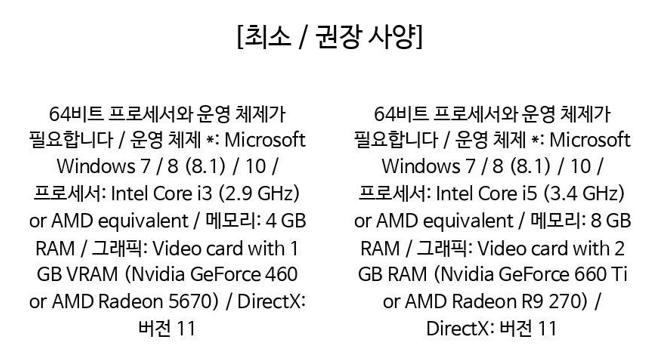 [최소 / 권장 사양]
64비트 프로세서와 운영 체제가
필요합니다 / 운영 체제 *: Microsoft
Windows 7 / 8 (8.1) / 10 /
프로세서: Intel Core i3 (2.9 GHz)
or AMD equivalent / 메모리: 4 GB
RAM / 그래픽: Video card with 1
GB VRAM (Nvidia GeForce 460
or AMD Radeon 5670) / DirectX:
버전 11
64비트 프로세서와 운영 체제가
필요합니다 / 운영 체제 *: Microsoft
Windows 7 / 8 (8.1) / 10 /
프로세서: Intel Core i5 (3.4 GHz)
or AMD equivalent / 메모리: 8 GB
RAM / 그래픽: Video card with 2
GB RAM (Nvidia GeForce 660 Ti
or AMD Radeon R9 270) /
DirectX: 버전 11